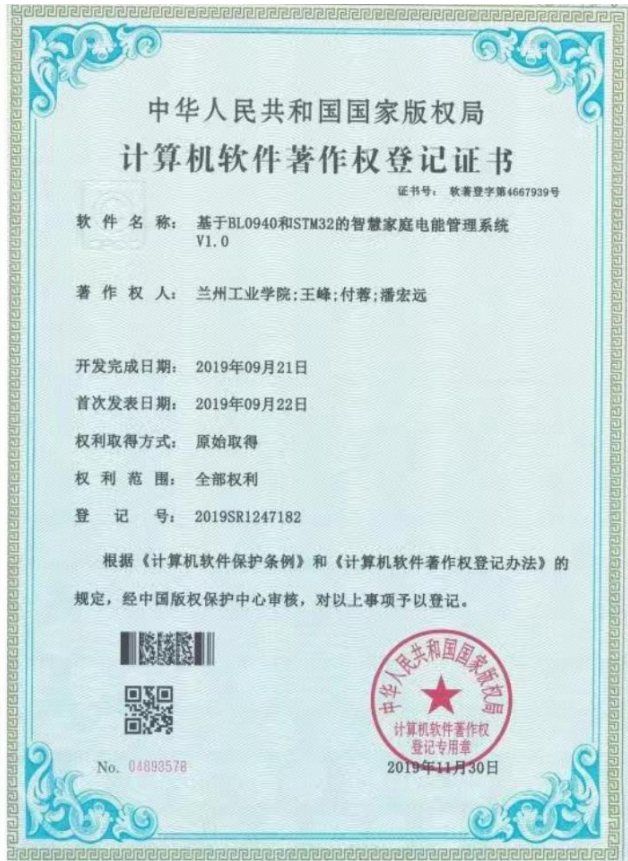 中华人民共和国国家版权局
计算机软件著作权登记证书
证书号： 软著登字第4667939号
软 件 名 称： 基于BL0940和STM32的智慧家庭电能管理系统
V1.0
著 作 权 人： 兰州工业学院;王峰;付蓉;潘宏远
开发完成日期： 2019年09月21日
首次发表日期： 2019年09月22日
权利取得方式： 原始取得
权 利 范 围： 全部权利
登 记 号： 2019SR1247182
根据《计算机软件保护条例》和《计算机软件著作权登记办法》的
规定，经中国版权保护中心审核，对以上事项予以登记。
中华人民共和国国家版权局
计算机软件著作权
登记专用章
No. 04893578
2019年11月30日